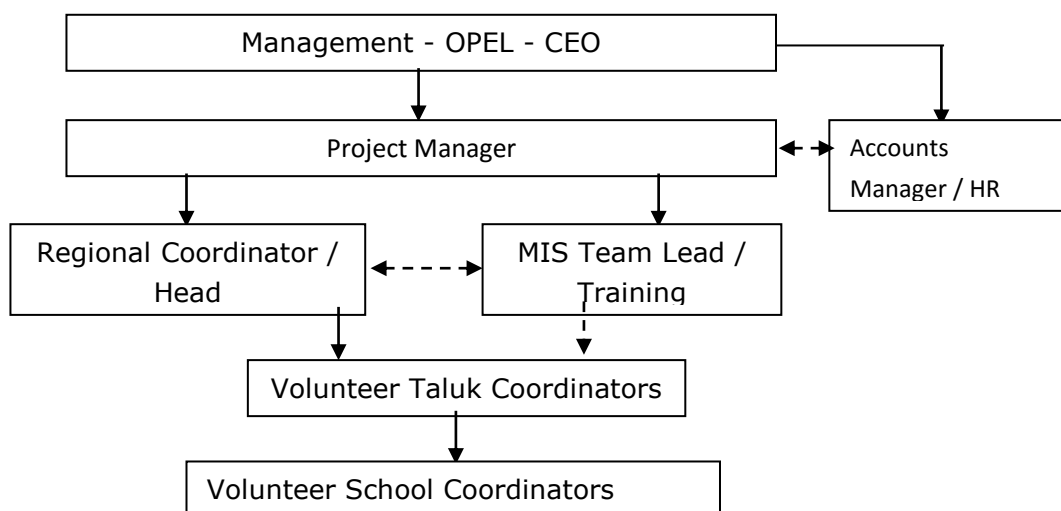 Management - OPEL - CEO
Project Manager
Accounts
Manager / HR
Regional Coordinator /
Head
MIS Team Lead /
Training
Volunteer Taluk Coordinators
Volunteer School Coordinators